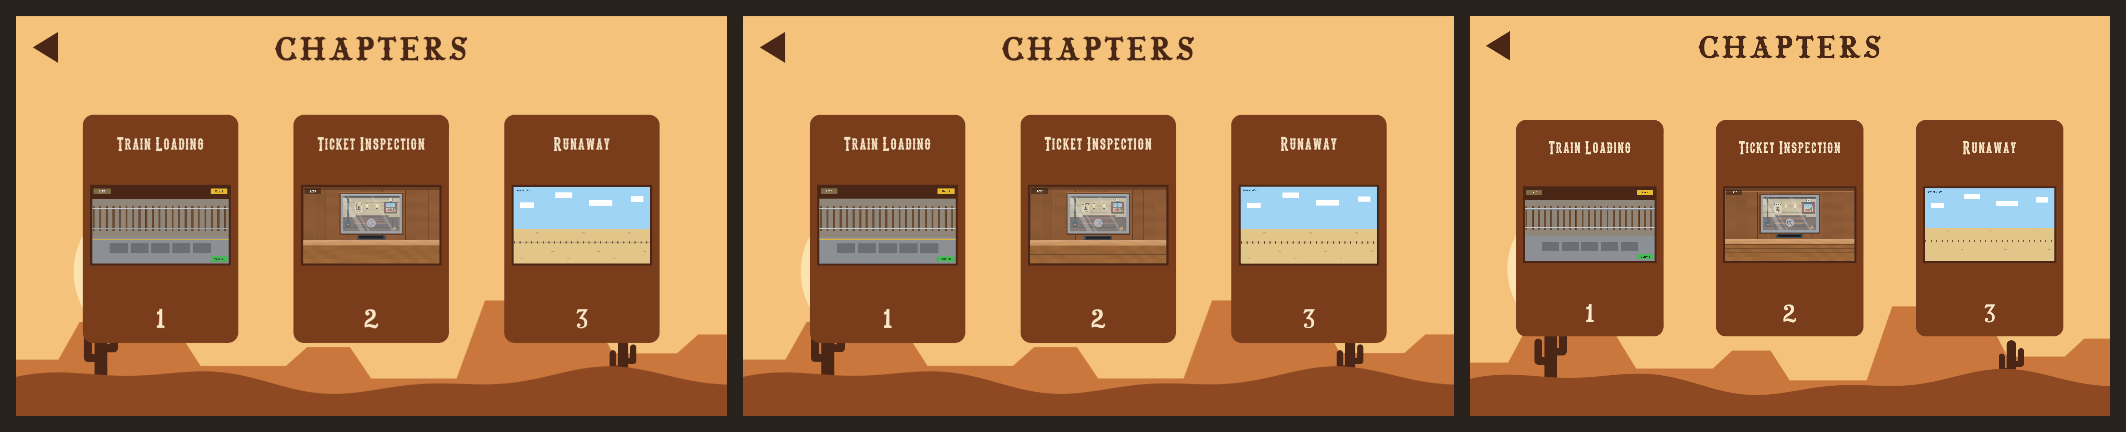 CHAPTERS
Train Loading
Ticket Inspection
Runaway
1
2
3
CHAPTERS
Train Loading
Ticket Inspection
Runaway
1
2
3
CHAPTERS
Train Loading
Ticket Inspection
Runaway
1
2
3